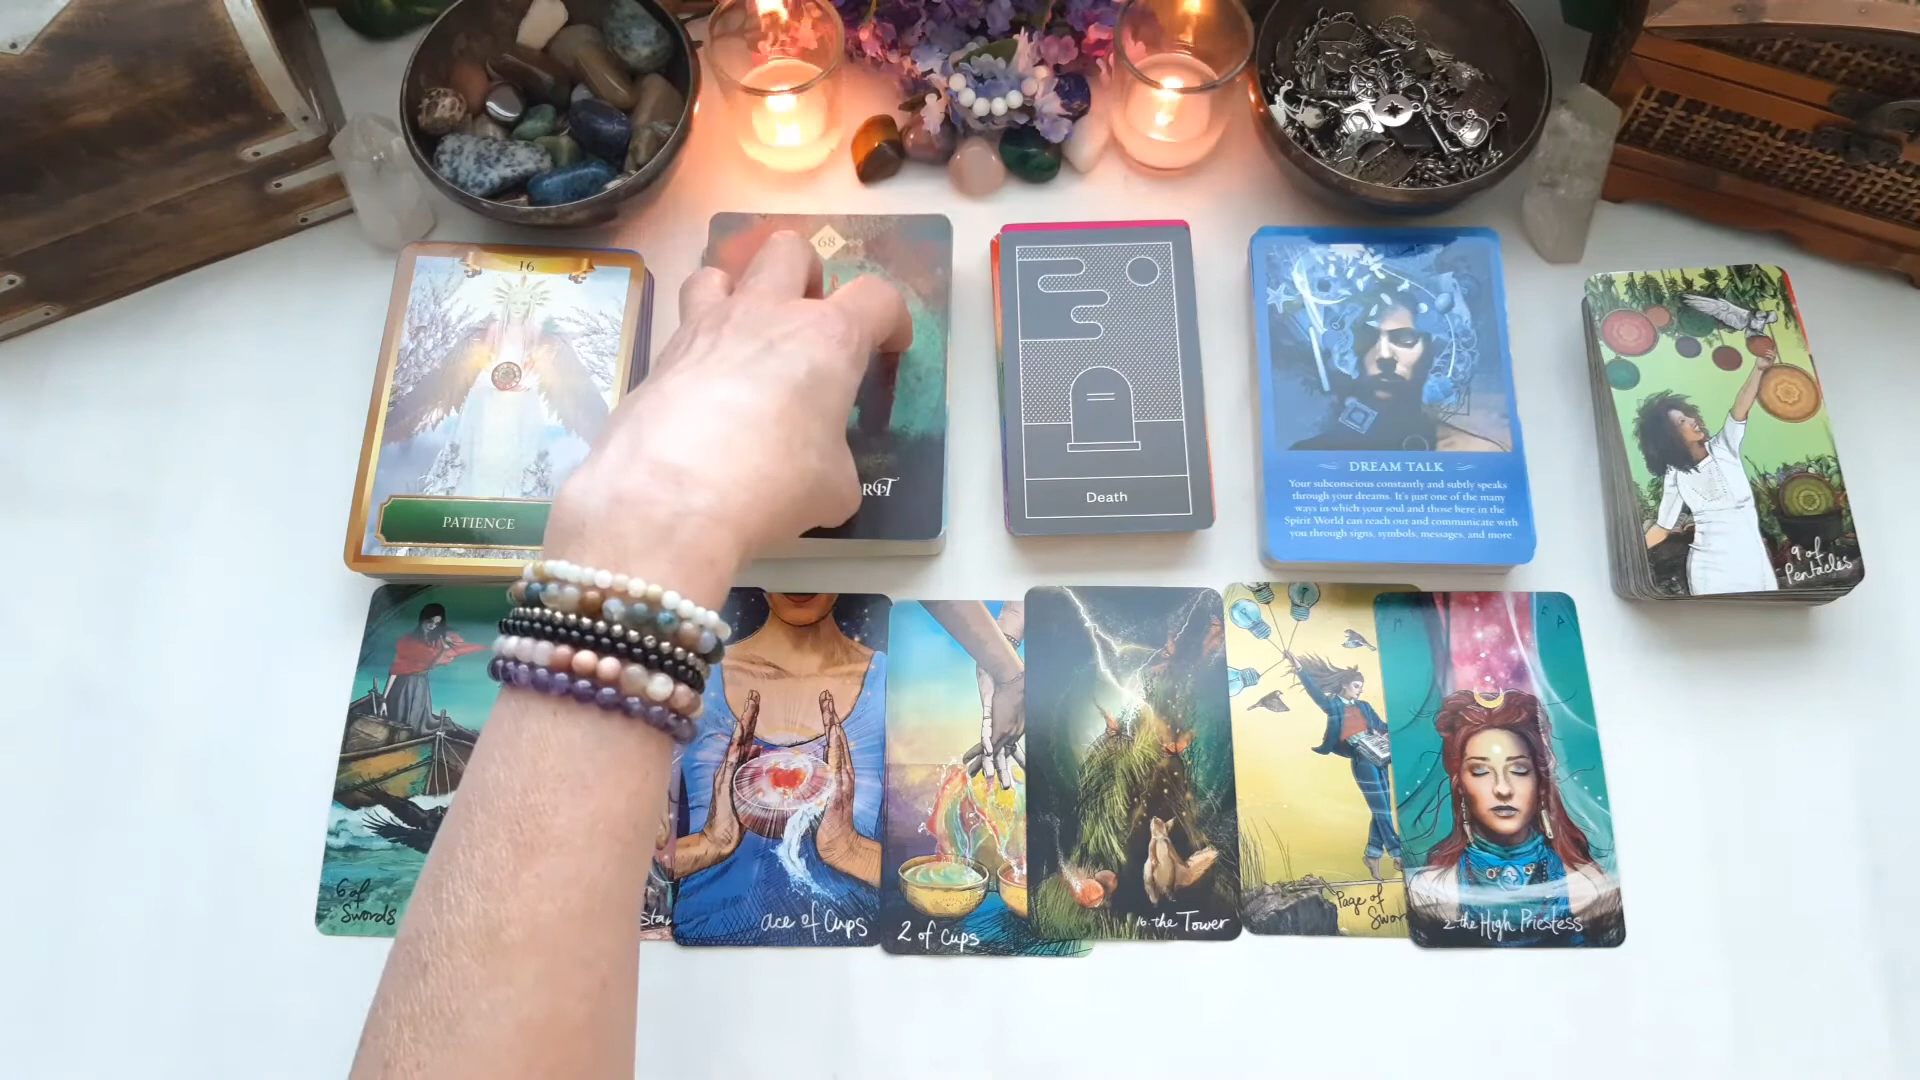 16
PATIENCE
68
Death
DREAM TALK
Your subconscious constantly and subtly speaks
through your dreams. It's just one of the many
ways in which your soul and those here in the
Spirit World can reach out and communicate with
you through signs, symbols, messages, and more.
9 of
Pentacles
6 of
Swords
ace of Cups
2 of Cups
16. the Tower
Page of
2. the High Priestess